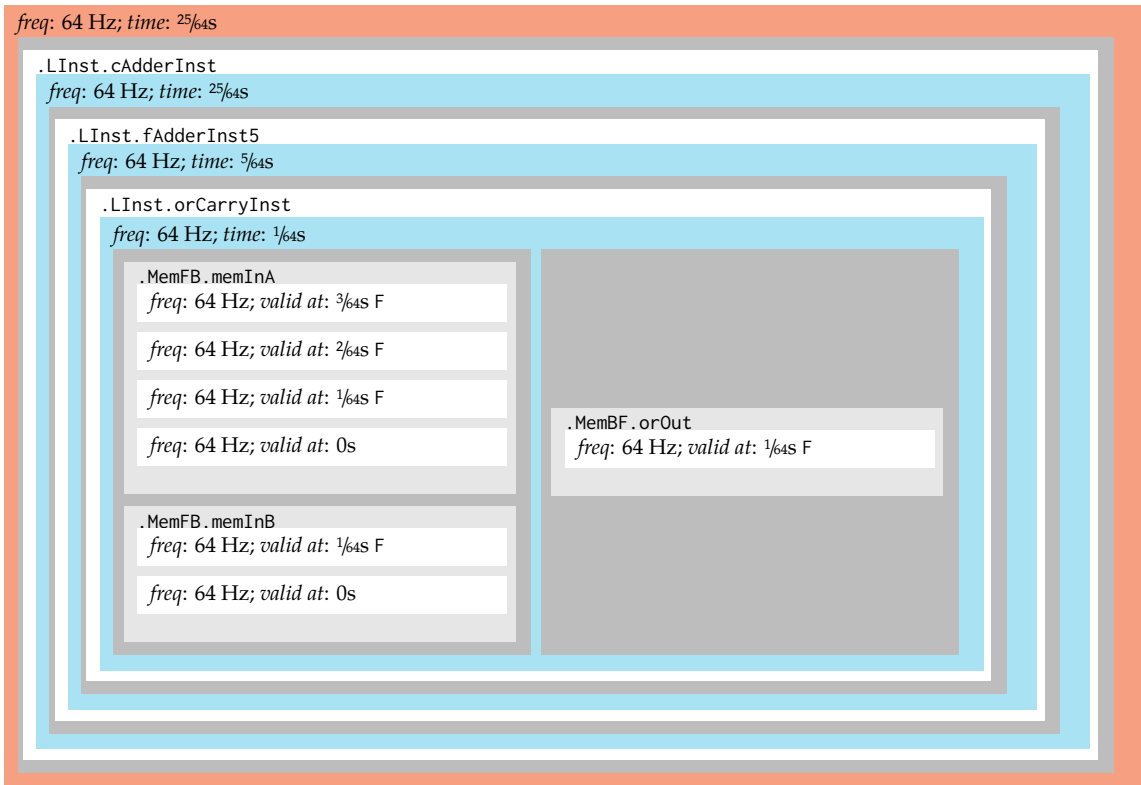 freq: 64 Hz; time: 25/64s
.LInst.cAdderInst
freq: 64 Hz; time: 25/64s
.LInst.fAdderInst5
freq: 64 Hz; time: 5/64s
.LInst.orCarryInst
freq: 64 Hz; time: 1/64s
.MemFB.memInA
freq: 64 Hz; valid at: 3/64s F
freq: 64 Hz; valid at: 2/64s F
freq: 64 Hz; valid at: 1/64s F
freq: 64 Hz; valid at: 0s
.MemFB.memInB
freq: 64 Hz; valid at: 1/64s F
freq: 64 Hz; valid at: 0s
.MemBF.orOut
freq: 64 Hz; valid at: 1/64s F